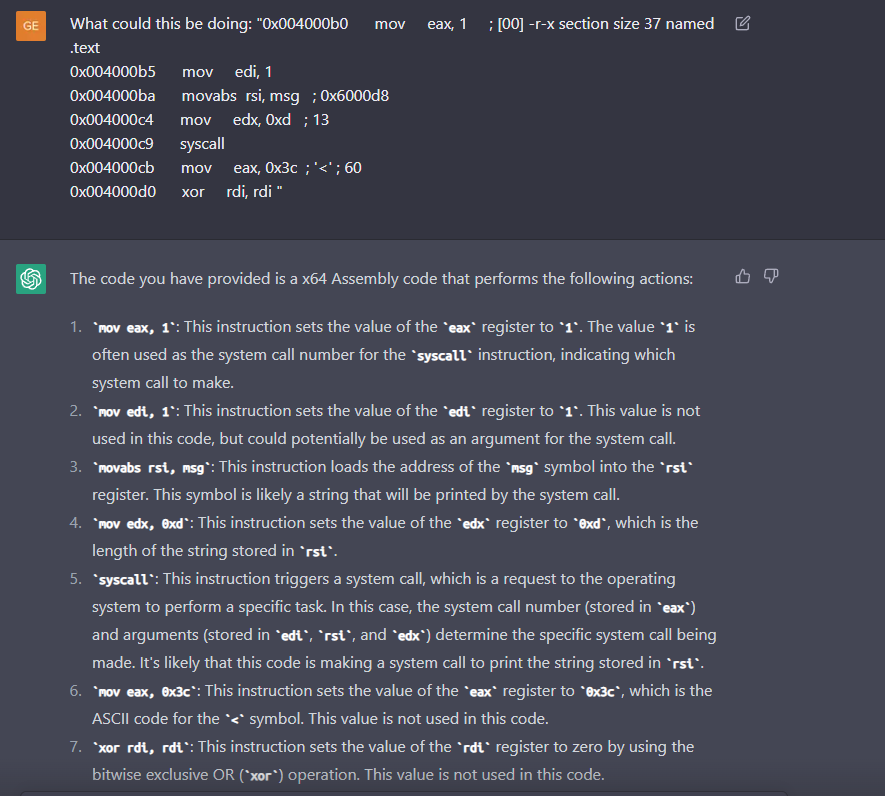 GE
What could this be doing: "0x004000b0 mov eax, 1 ; [00] -r-x section size 37 named
.text
0x004000b5 mov edi, 1
0x004000ba movabs rsi, msg ; 0x6000d8
0x004000c4 mov edx, 0xd ; 13
0x004000c9 syscall
0x004000cb mov eax, 0x3c ; '<' ; 60
0x004000d0 xor rdi, rdi "
The code you have provided is a x64 Assembly code that performs the following actions:
1. `mov eax, 1`: This instruction sets the value of the `eax` register to `1`. The value `1` is
often used as the system call number for the `syscall` instruction, indicating which
system call to make.
2. `mov edi, 1`: This instruction sets the value of the `edi` register to `1`. This value is not
used in this code, but could potentially be used as an argument for the system call.
3. `movabs rsi, msg`: This instruction loads the address of the `msg` symbol into the `rsi`
register. This symbol is likely a string that will be printed by the system call.
4. `mov edx, 0xd`: This instruction sets the value of the `edx` register to `0xd`, which is the
length of the string stored in `rsi`.
5. `syscall`: This instruction triggers a system call, which is a request to the operating
system to perform a specific task. In this case, the system call number (stored in `eax`)
and arguments (stored in `edi`, `rsi`, and `edx`) determine the specific system call being
made. It's likely that this code is making a system call to print the string stored in `rsi`.
6. `mov eax, 0x3c`: This instruction sets the value of the `eax` register to `0x3c`, which is the
ASCII code for the `<` symbol. This value is not used in this code.
7. `xor rdi, rdi`: This instruction sets the value of the `rdi` register to zero by using the
bitwise exclusive OR (`xor`) operation. This value is not used in this code.